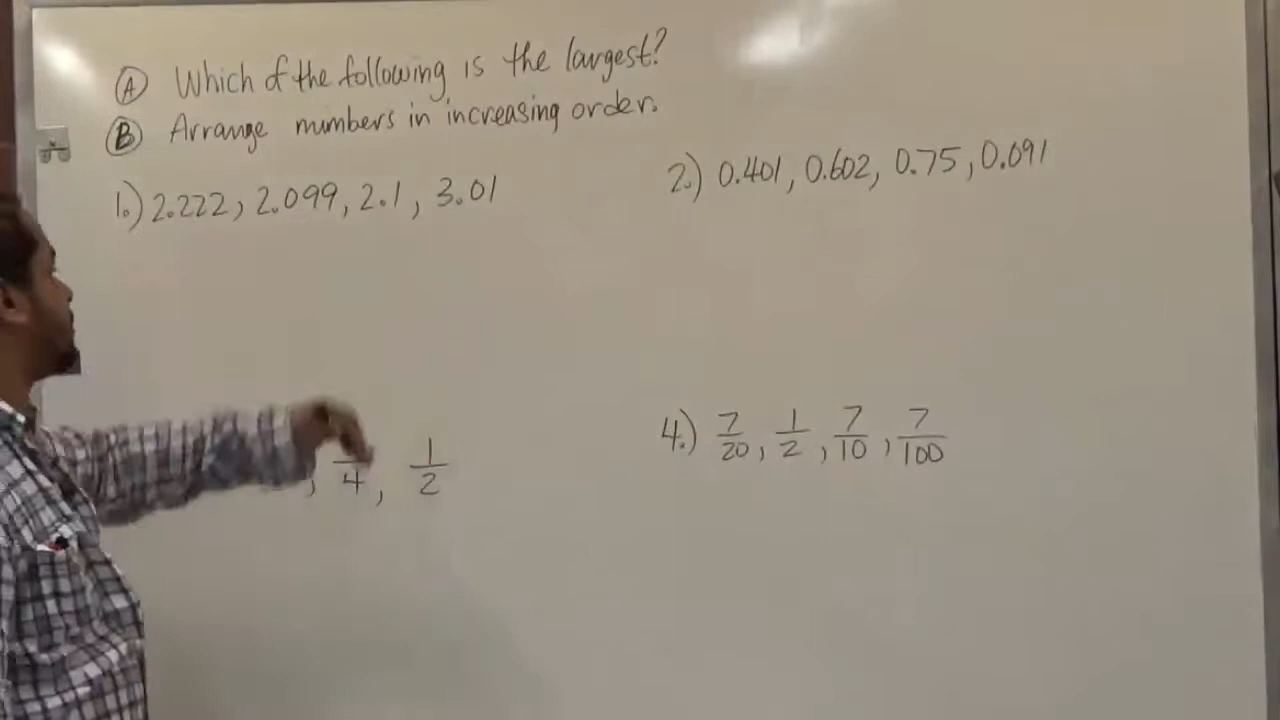 Ⓐ Which of the following is the largest?
Ⓑ Arrange numbers in increasing order.
1.) 2.222, 2.099, 2.1, 3.01
2.) 0.401, 0.602, 0.75, 0.091
, /4, 1/2
4.) 7/20, 1/2, 7/10, 7/100